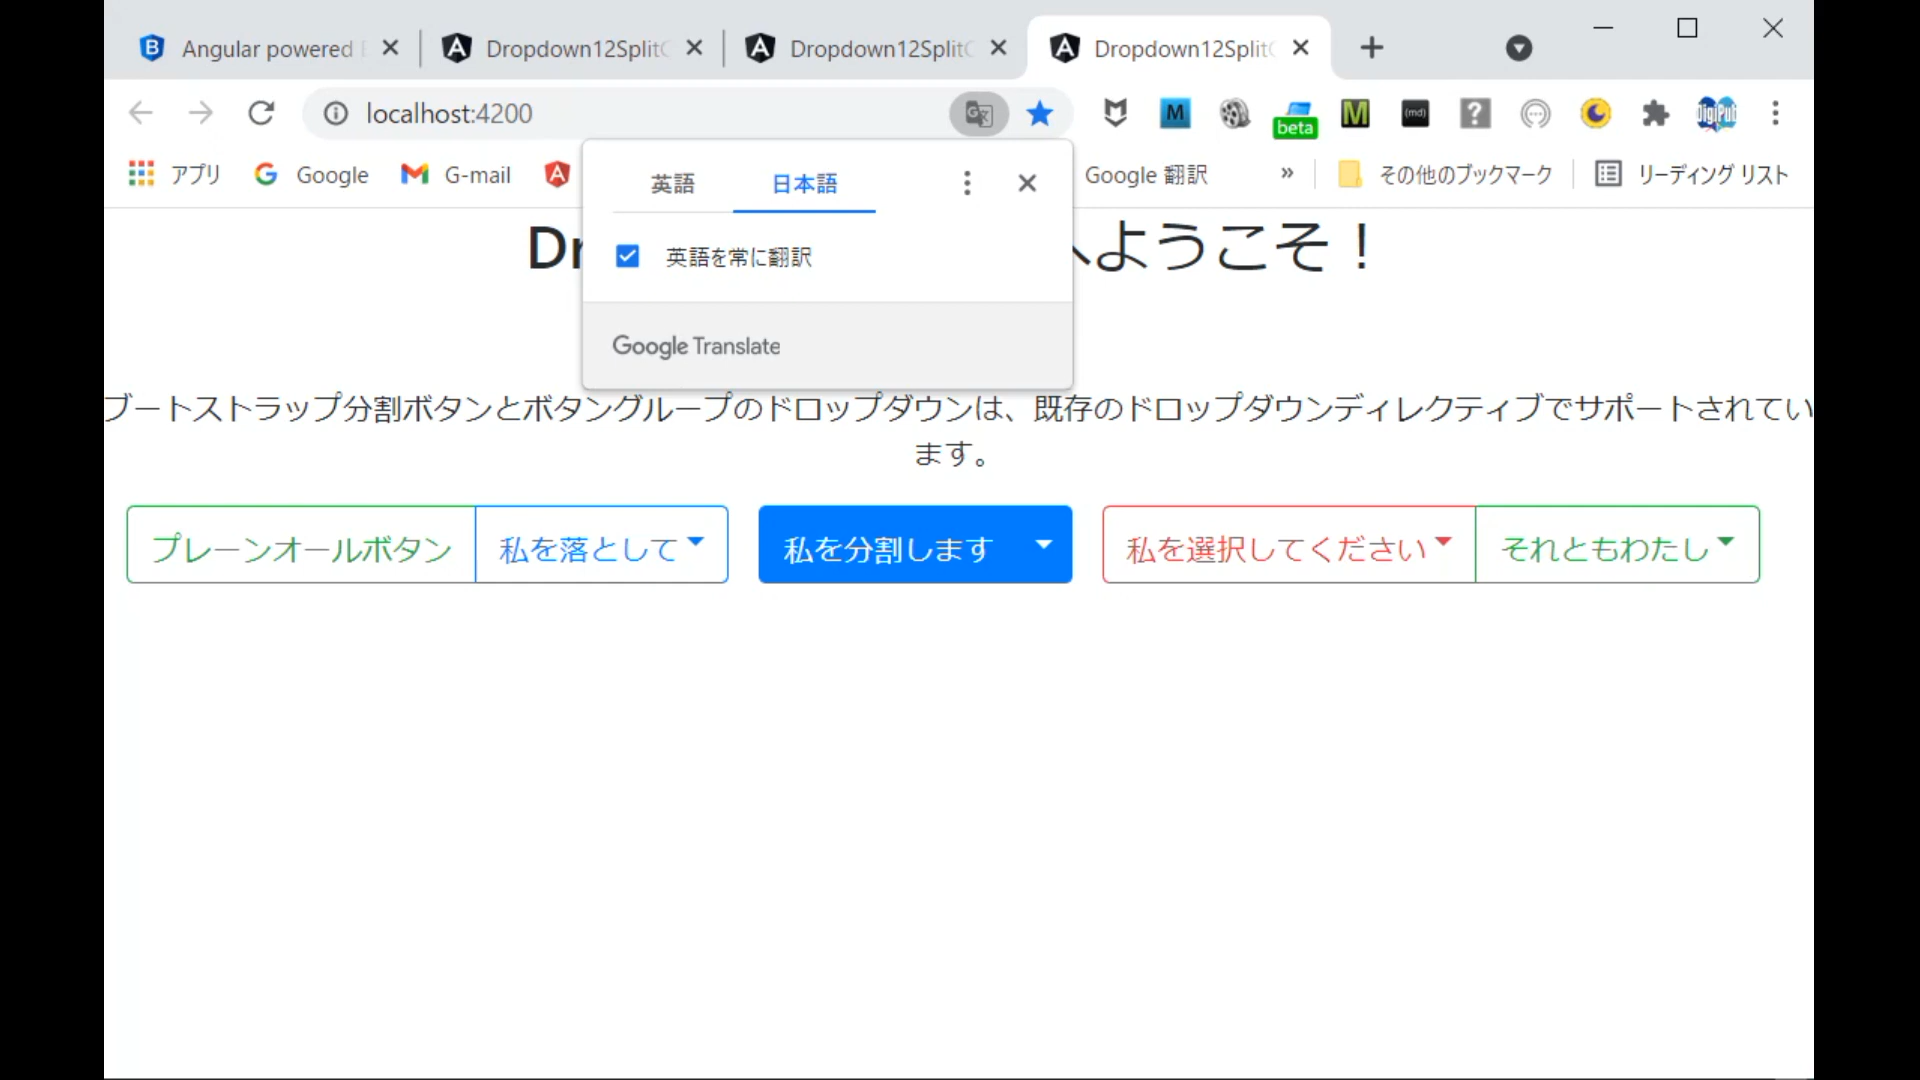 Angular powered
Dropdown12Split
Dropdown12Split
Dropdown12Split
localhost:4200
M
beta
M
(md)
?
digiPub
アプリ
Google
G-mail
Google 翻訳
»
その他のブックマーク
リーディング リスト
英語
日本語
英語を常に翻訳
Google Translate
Dr
へようこそ！
ブートストラップ分割ボタンとボタングループのドロップダウンは、既存のドロップダウンディレクティブでサポートされてい
ます。
プレーンオールボタン
私を落として
私を分割します
私を選択してください
それともわたし